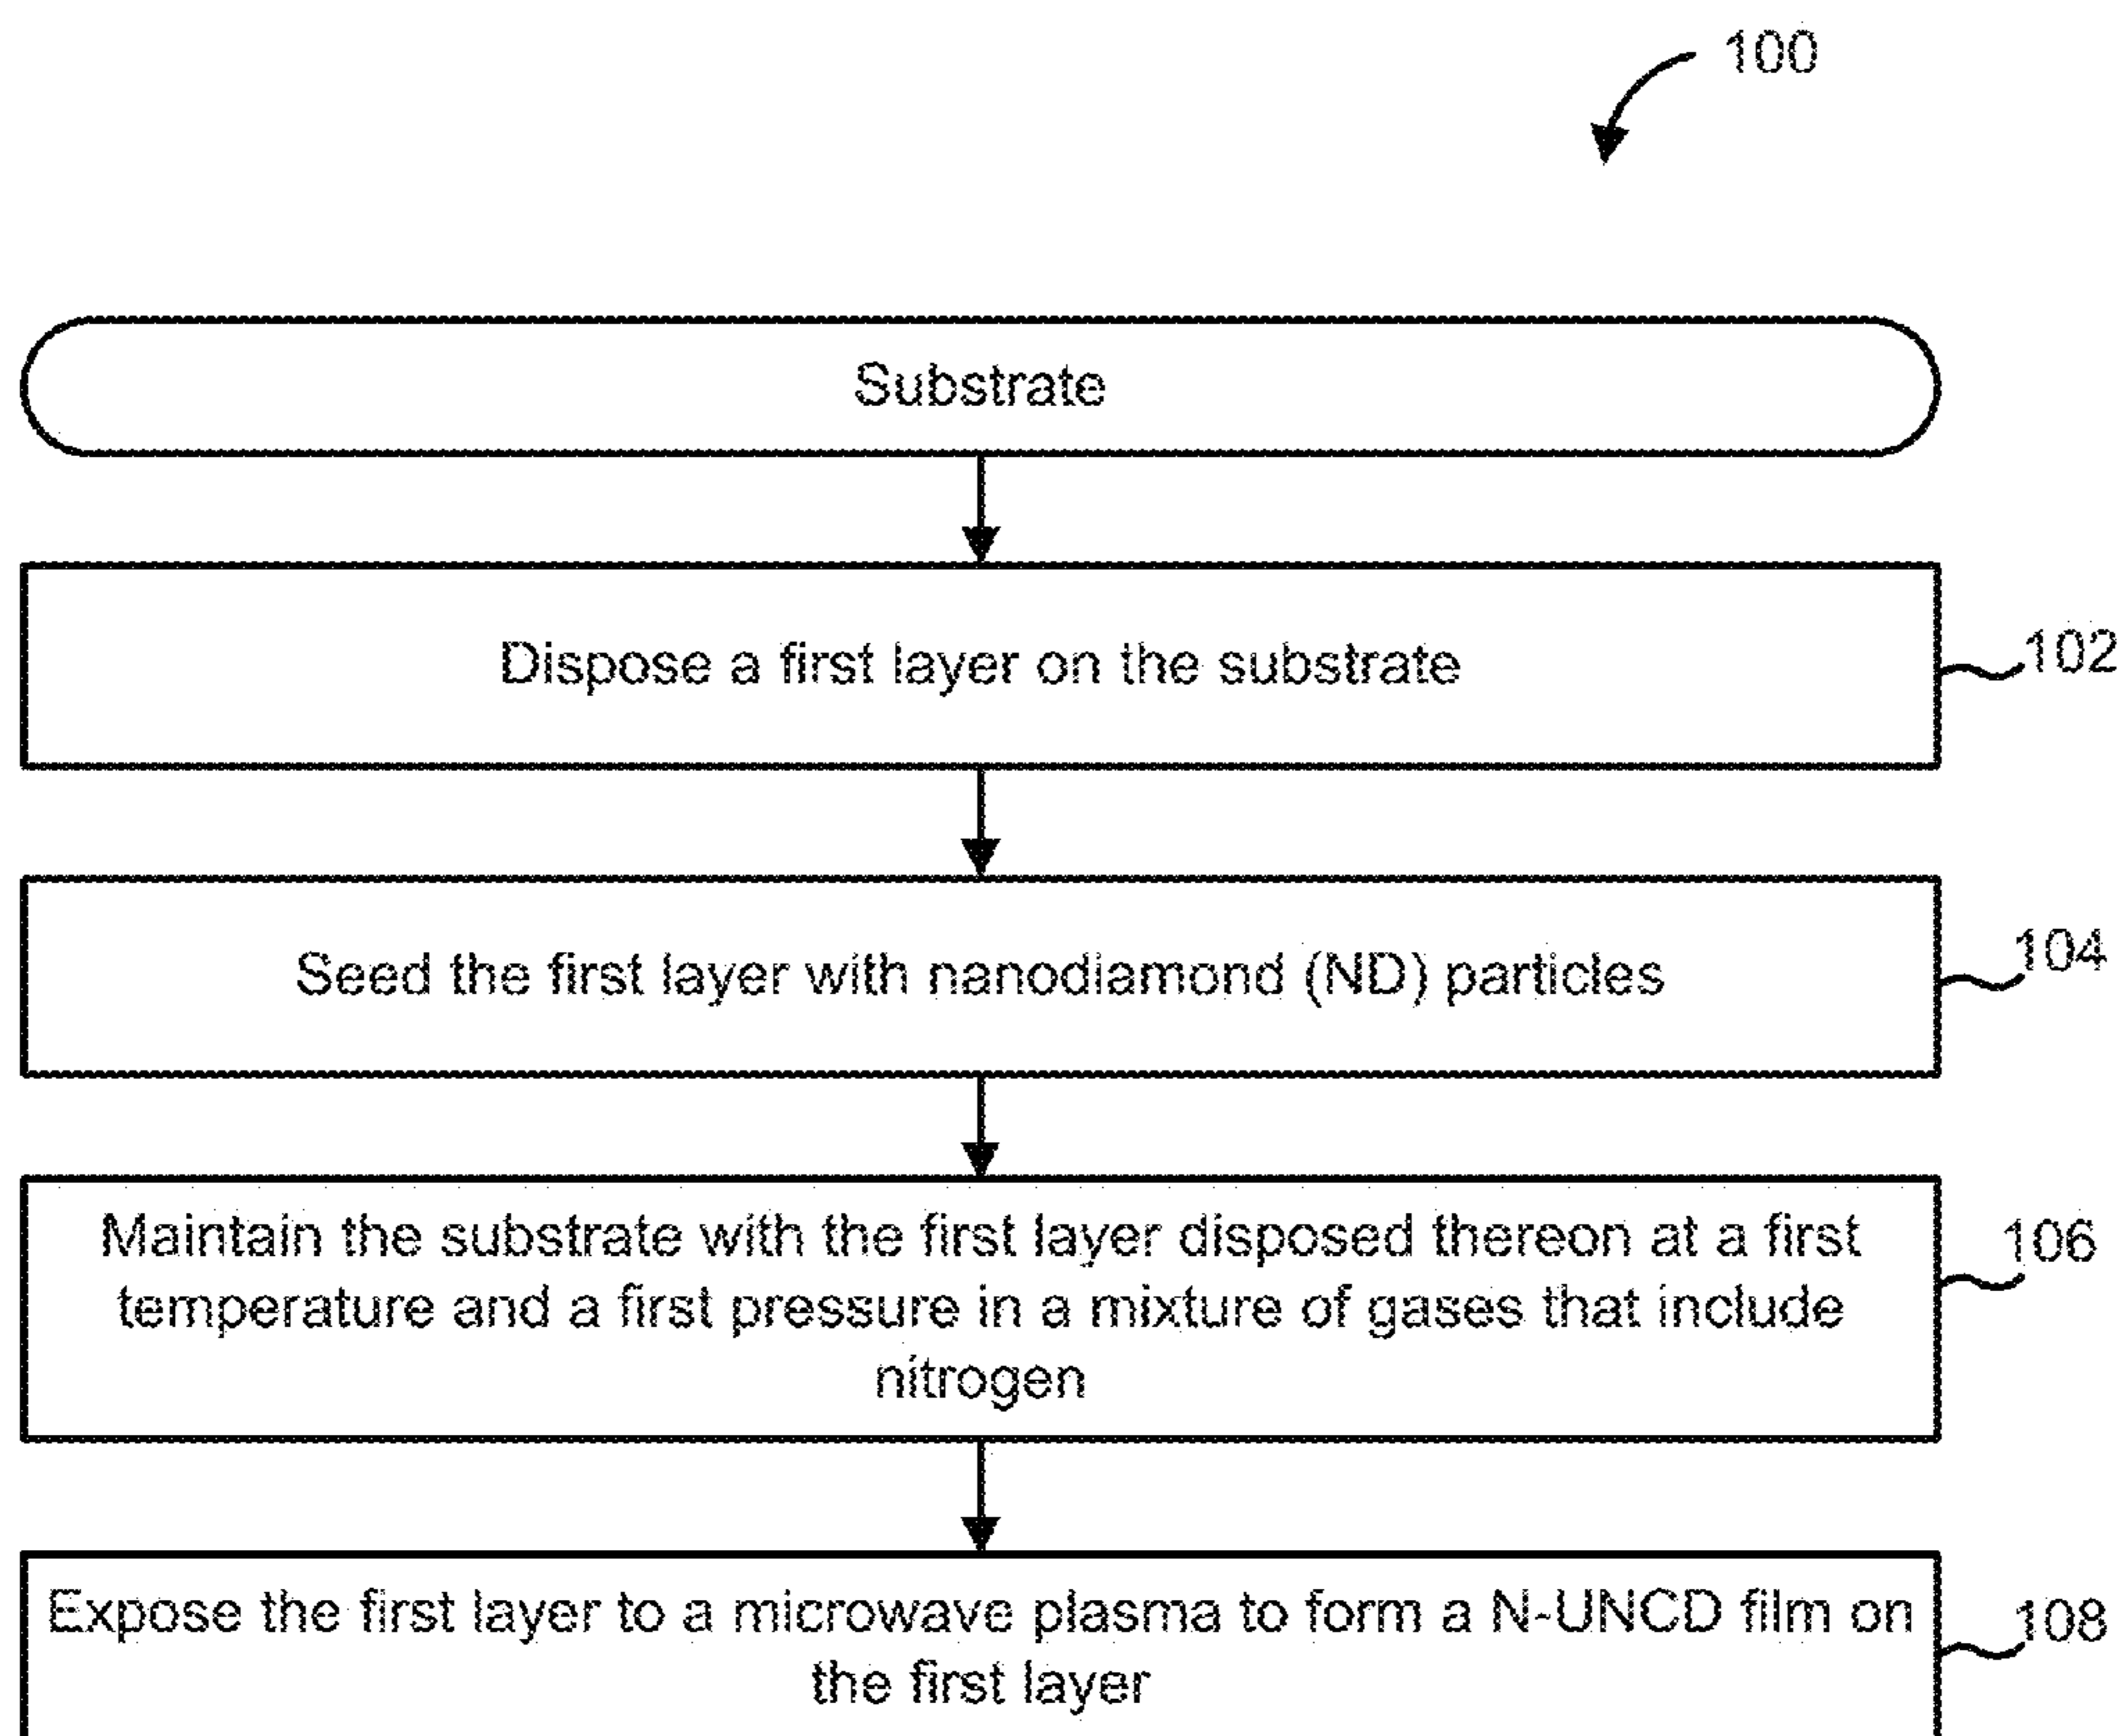 100
Substrate
Dispose a first layer on the substrate
102
Seed the first layer with nanodiamond (ND) particles
104
Maintain the substrate with the first layer disposed thereon at a first
temperature and a first pressure in a mixture of gases that include
nitrogen
106
Expose the first layer to a microwave plasma to form a N-UNCD film on
the first layer
108